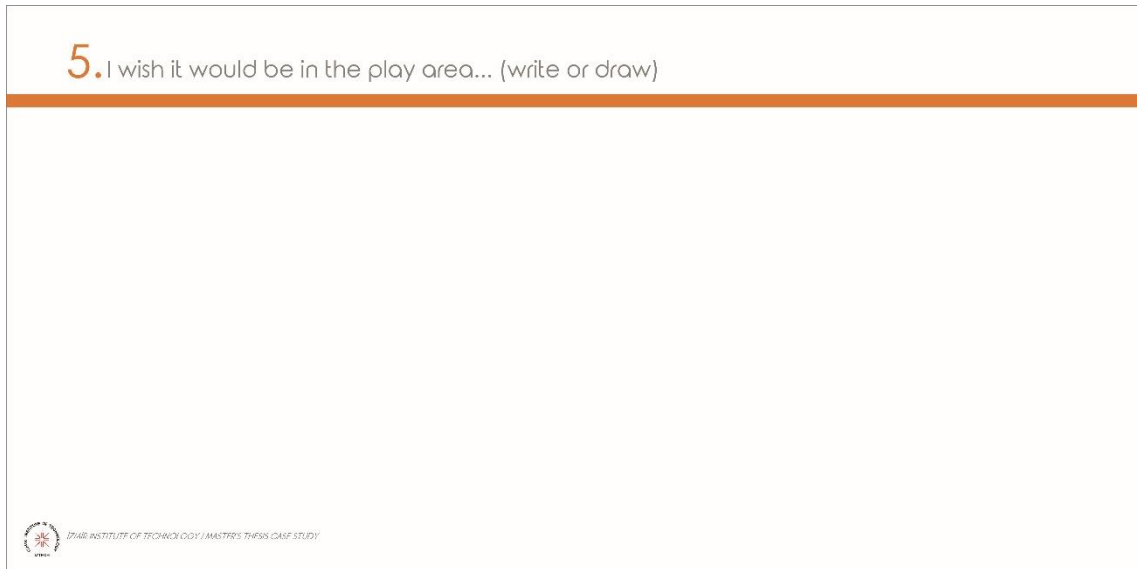 5. I wish it would be in the play area... (write or draw)
İZMİR INSTITUTE OF TECHNOLOGY / MASTER'S THESIS CASE STUDY